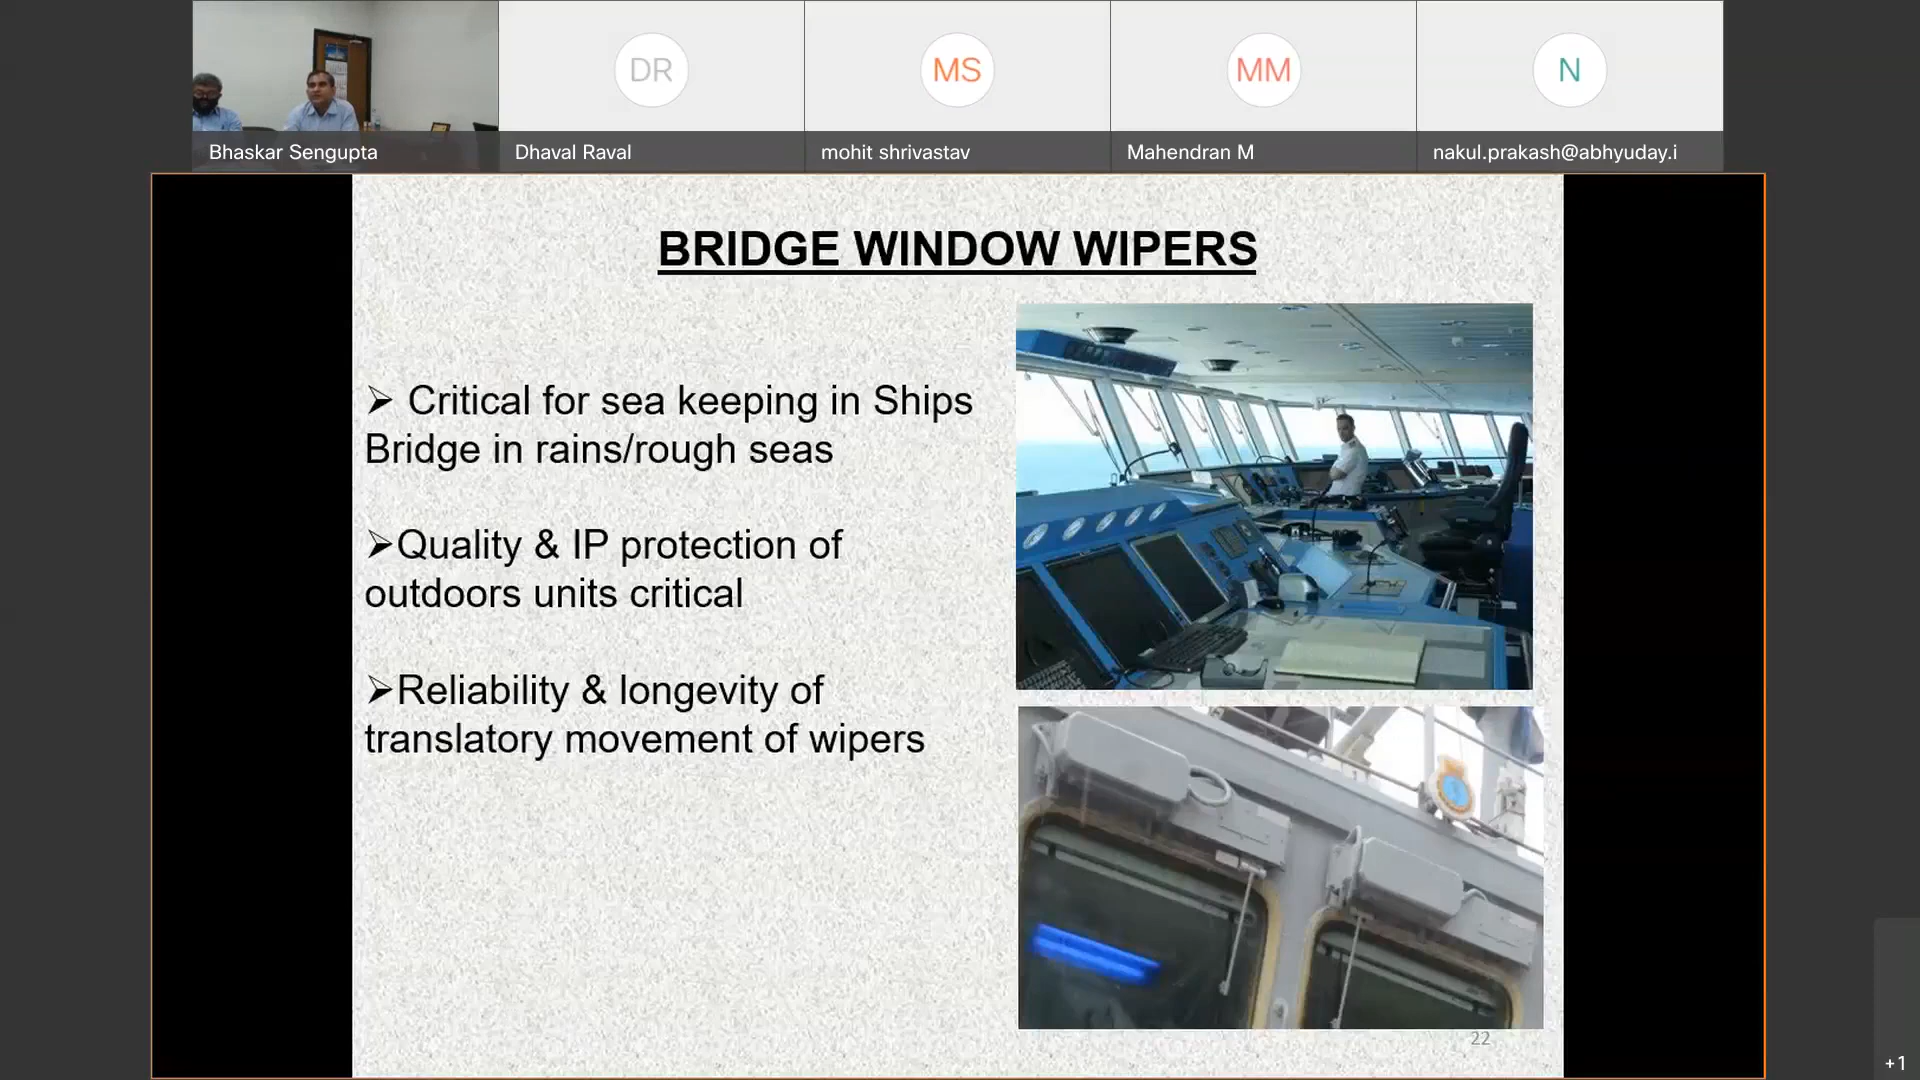 DR
MS
MM
N
Bhaskar Sengupta
Dhaval Raval
mohit shrivastav
Mahendran M
nakul.prakash@abhyuday.i
BRIDGE WINDOW WIPERS
➢ Critical for sea keeping in Ships
Bridge in rains/rough seas
➢Quality & IP protection of
outdoors units critical
➢Reliability & longevity of
translatory movement of wipers
22
+1